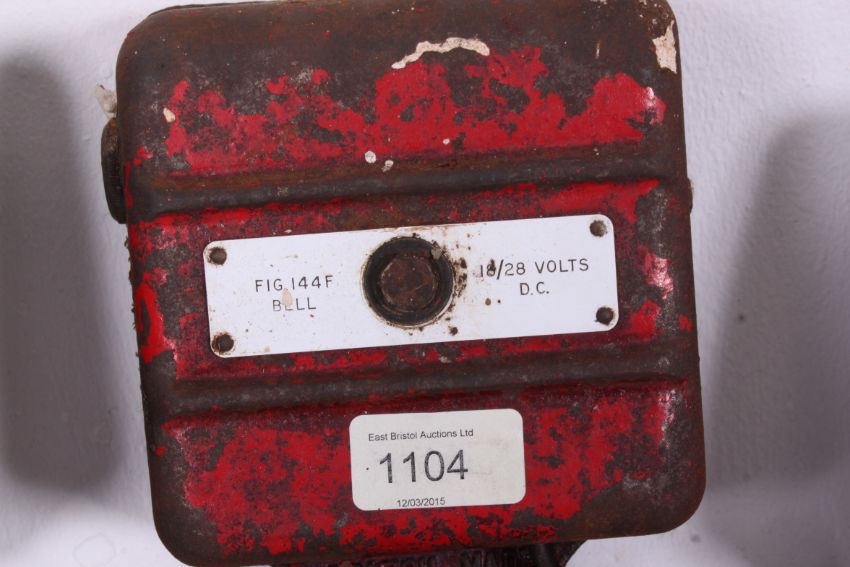 FIG 144F
BELL
18/28 VOLTS
D.C.
East Bristol Auctions Ltd
1104
12/03/2015